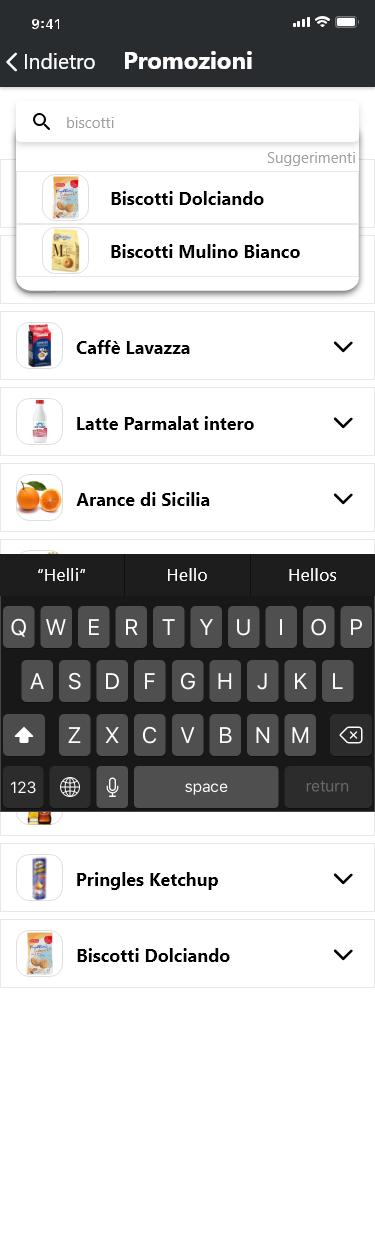 9:41
Indietro Promozioni
biscotti
Suggerimenti
Biscotti Dolciando
Biscotti Mulino Bianco
Caffè Lavazza
Latte Parmalat intero
Arance di Sicilia
“Helli” Hello Hellos
Q W E R T Y U I O P
A S D F G H J K L
Z X C V B N M
123 space return
Pringles Ketchup
Biscotti Dolciando